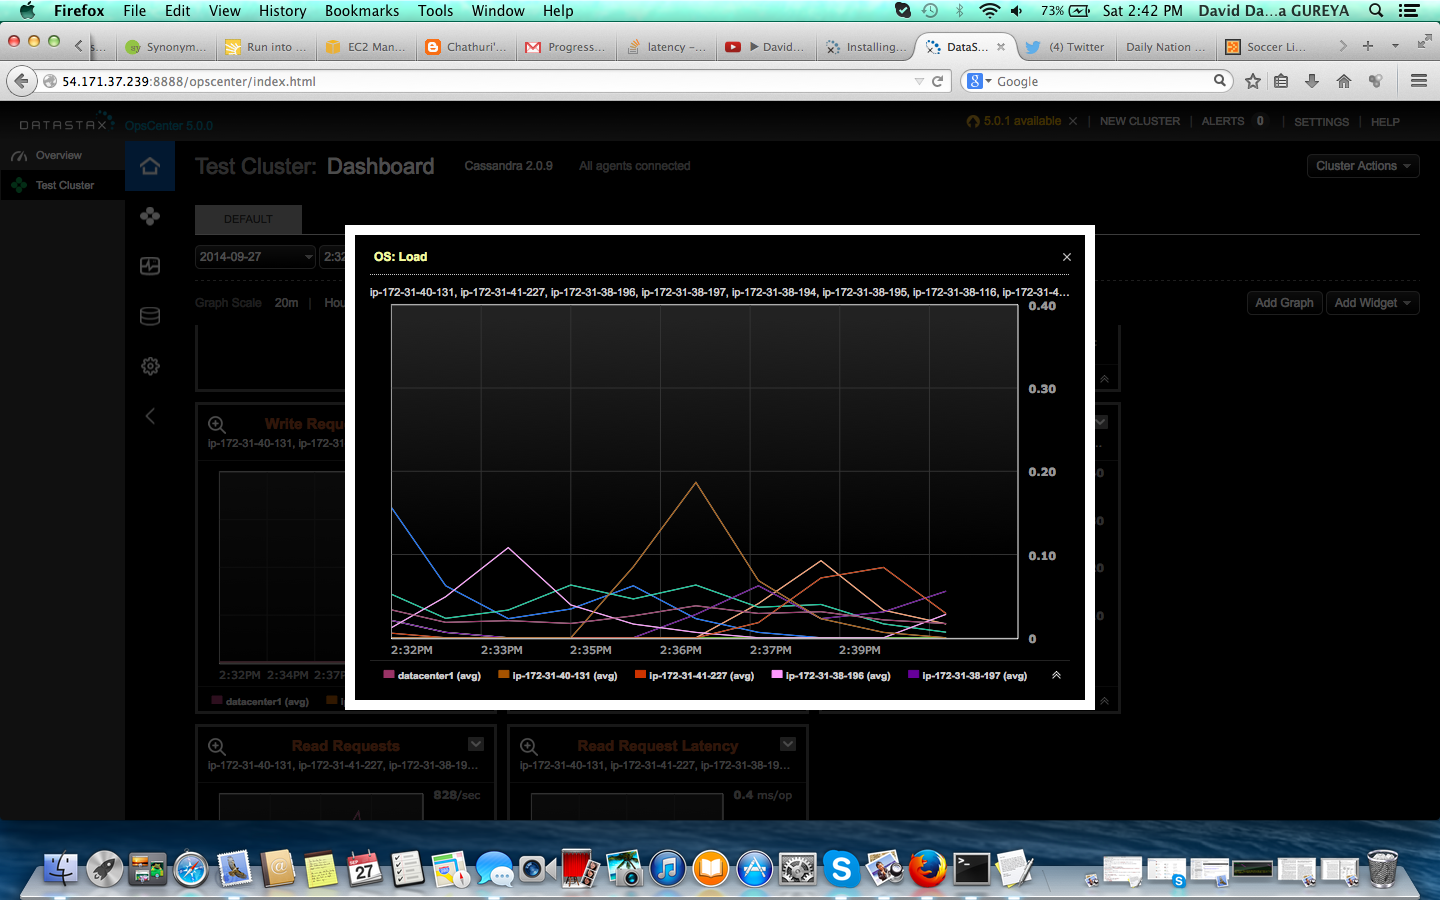 Firefox File Edit View History Bookmarks Tools Window Help 73% Sat 2:42 PM David Da...a GUREYA
s... Synonym... Run into ... EC2 Man... Chathuri'... Progress... latency -... ▶ David... Installing... DataS... (4) Twitter Daily Nation ... Soccer Li...
54.171.37.239:8888/opscenter/index.html Google
DATASTAX OpsCenter 5.0.0 5.0.1 available × | NEW CLUSTER | ALERTS 0 | SETTINGS | HELP
Overview
Test Cluster
Test Cluster: Dashboard Cassandra 2.0.9 All agents connected Cluster Actions
DEFAULT
2014-09-27 2:32
Graph Scale 20m | Hou Add Graph Add Widget
OS: Load ×
ip-172-31-40-131, ip-172-31-41-227, ip-172-31-38-196, ip-172-31-38-197, ip-172-31-38-194, ip-172-31-38-195, ip-172-31-38-116, ip-172-31-4...
0.40
0.30
0.20
0.10
0
2:32PM 2:33PM 2:35PM 2:36PM 2:37PM 2:39PM
datacenter1 (avg) ip-172-31-40-131 (avg) ip-172-31-41-227 (avg) ip-172-31-38-196 (avg) ip-172-31-38-197 (avg)
Write Requ
ip-172-31-40-131, ip-172-31
2:32PM 2:34PM 2:37P
datacenter1 (avg)
Read Requests
ip-172-31-40-131, ip-172-31-41-227, ip-172-31-38-19...
828/sec
Read Request Latency
ip-172-31-40-131, ip-172-31-41-227, ip-172-31-38-19...
0.4 ms/op
SEP
27